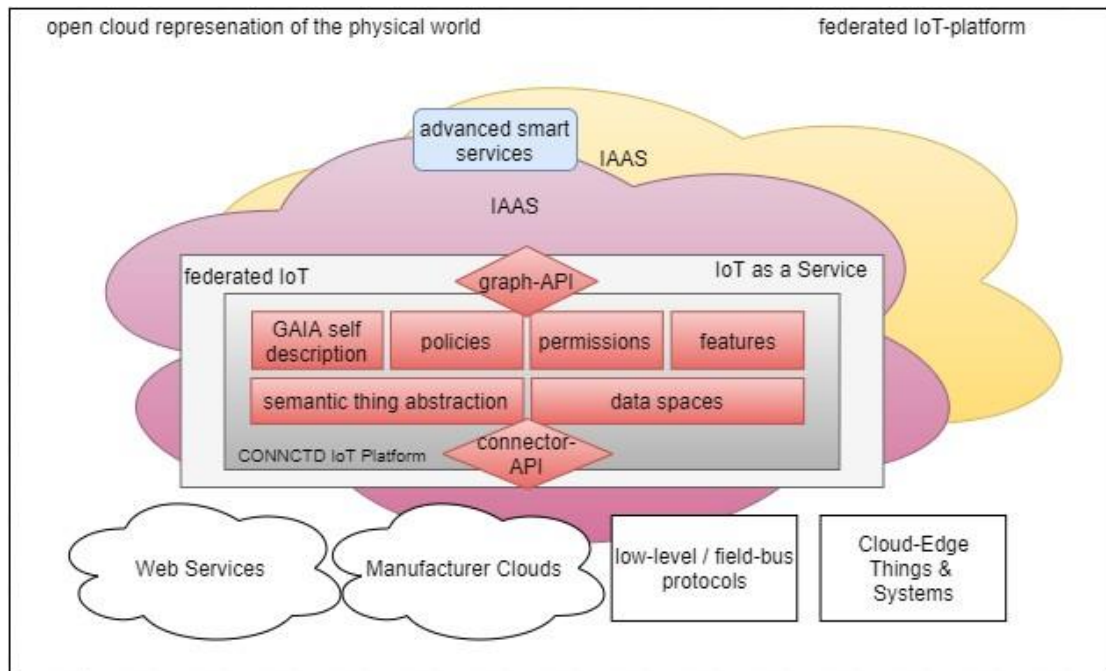 open cloud represenation of the physical world
federated IoT-platform
advanced smart
services
IAAS
IAAS
federated IoT
graph-API
IoT as a Service
GAIA self
description
policies
permissions
features
semantic thing abstraction
data spaces
CONNCTD IoT Platform
connector-
API
Web Services
Manufacturer Clouds
low-level / field-bus
protocols
Cloud-Edge
Things &
Systems